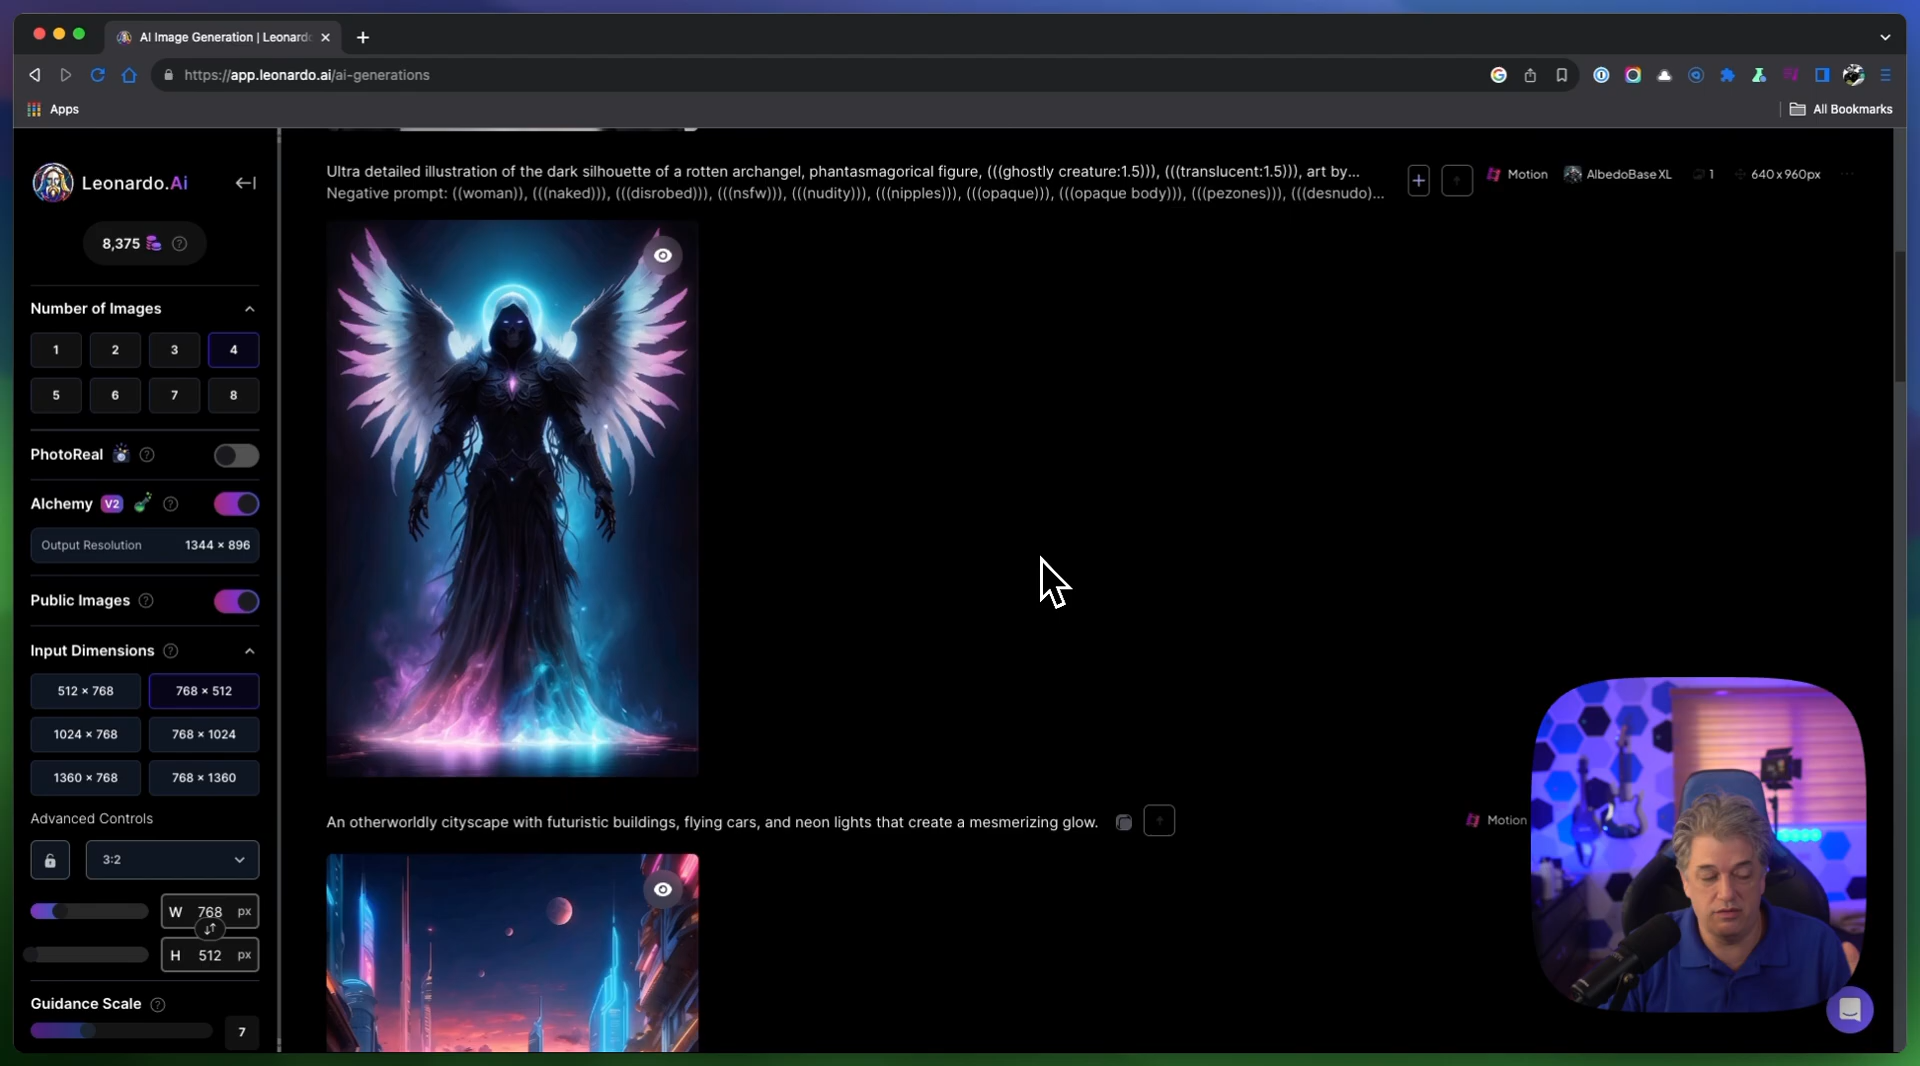 AI Image Generation | Leonardo
https://app.leonardo.ai/ai-generations
Apps
All Bookmarks
Leonardo.Ai
8,375
Number of Images
1 2 3 4
5 6 7 8
PhotoReal
Alchemy V2
Output Resolution 1344 × 896
Public Images
Input Dimensions
512 × 768 768 × 512
1024 × 768 768 × 1024
1360 × 768 768 × 1360
Advanced Controls
3:2
W 768 px
H 512 px
Guidance Scale
7
Ultra detailed illustration of the dark silhouette of a rotten archangel, phantasmagorical figure, (((ghostly creature:1.5))), (((translucent:1.5))), art by...
Negative prompt: ((woman)), (((naked))), (((disrobed))), (((nsfw))), (((nudity))), (((nipples))), (((opaque))), (((opaque body))), (((pezones))), (((desnudo)...
Motion AlbedoBase XL 1 640 x 960px
An otherworldly cityscape with futuristic buildings, flying cars, and neon lights that create a mesmerizing glow.
Motion